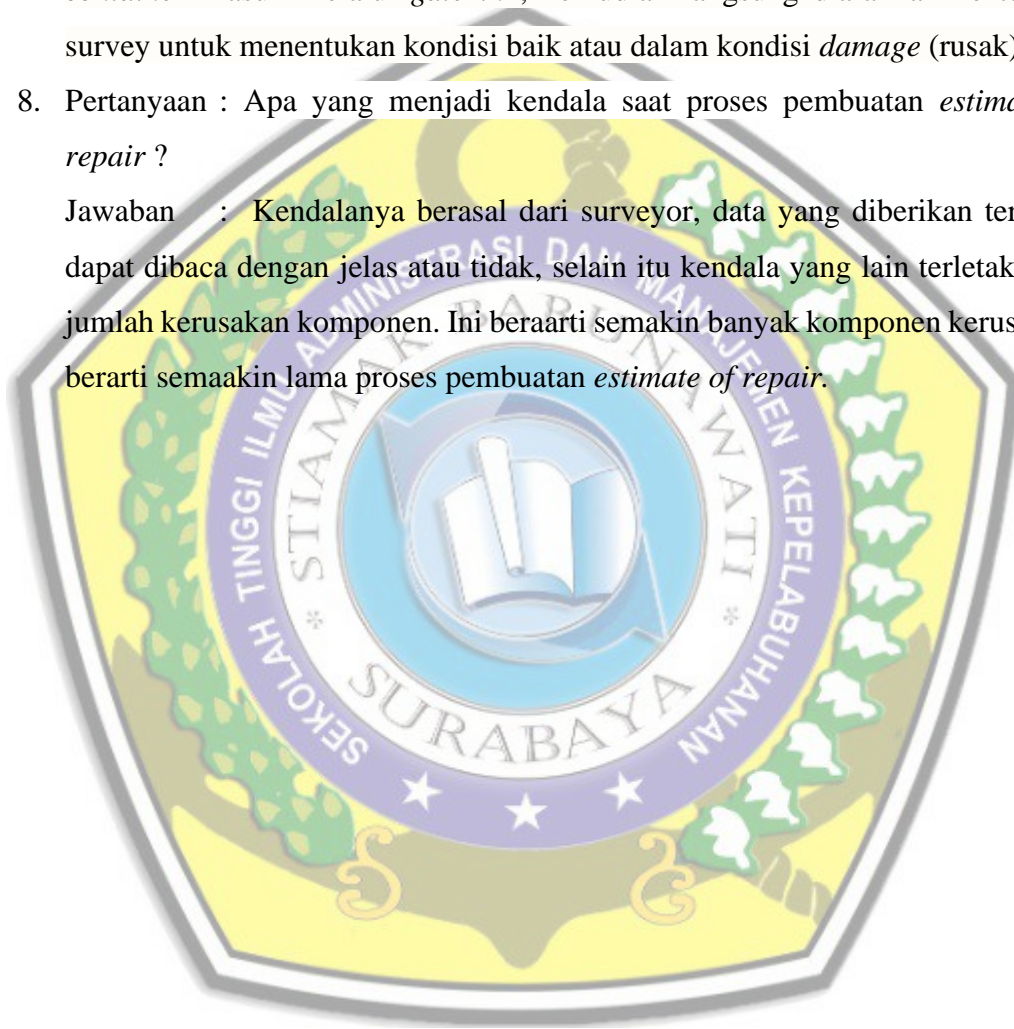 survey untuk menentukan kondisi baik atau dalam kondisi damage (rusak)
8. Pertanyaan : Apa yang menjadi kendala saat proses pembuatan
repair ?
Jawaban : Kendalanya berasal dari surveyor, data yang diberikan
dapat dibaca dengan jelas atau tidak, selain itu kendala yang lain terletak
jumlah kerusakan komponen. Ini beraarti semakin banyak komponen
berarti semaakin lama proses pembuatan estimate of repair.
SEKOLAH TINGGI ILMU ADMINISTRASI DAN MANAJEMEN KEPELABUHANAN
STIAMAK BARUNAWATI
* SURABAYA *